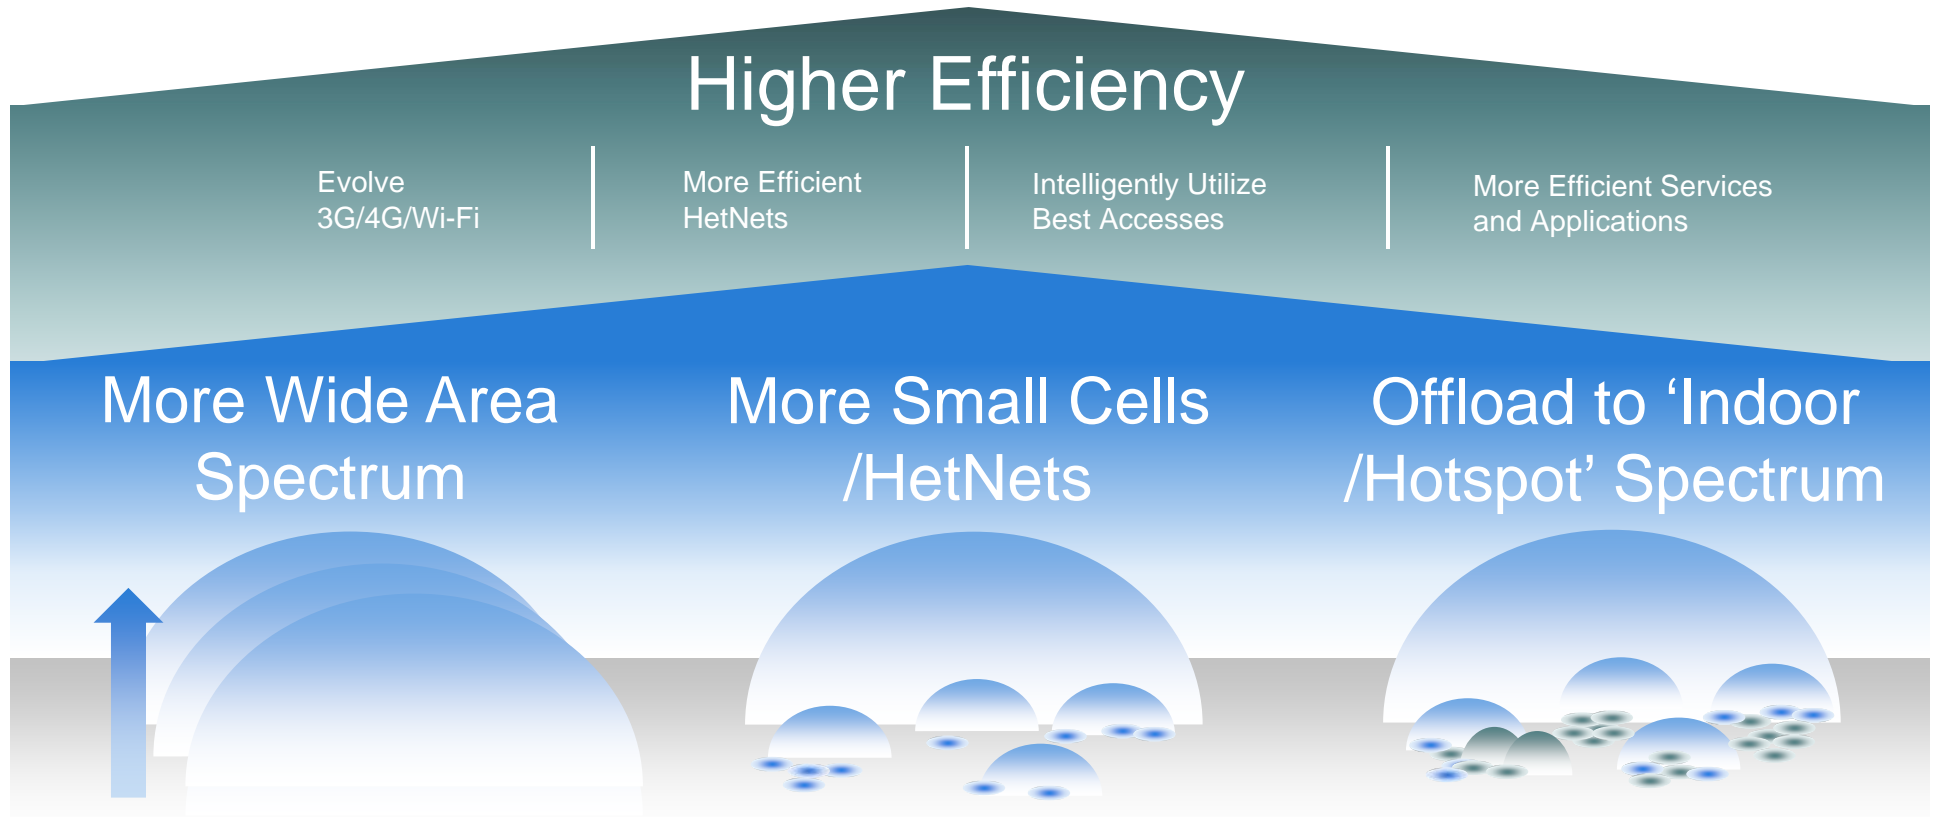 Higher Efficiency
Evolve
3G/4G/Wi-Fi
More Efficient
HetNets
Intelligently Utilize
Best Accesses
More Efficient Services
and Applications
More Wide Area
Spectrum
More Small Cells
/HetNets
Offload to ‘Indoor
/Hotspot’ Spectrum